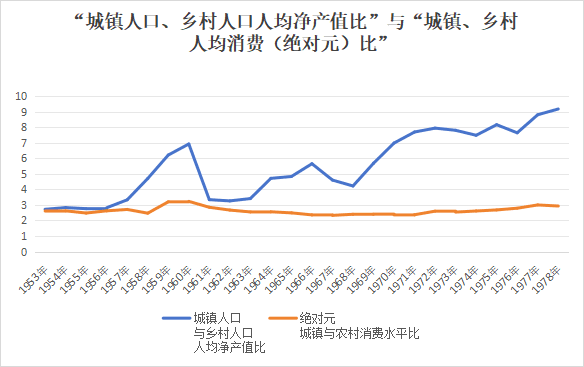 “城镇人口、乡村人口人均净产值比”与“城镇、乡村
人均消费（绝对元）比”
10
9
8
7
6
5
4
3
2
1
0
1953年
1954年
1955年
1956年
1957年
1958年
1959年
1960年
1961年
1962年
1963年
1964年
1965年
1966年
1967年
1968年
1969年
1970年
1971年
1972年
1973年
1974年
1975年
1976年
1977年
1978年
城镇人口
与乡村人口
人均净产值比
绝对元
城镇与农村消费水平比